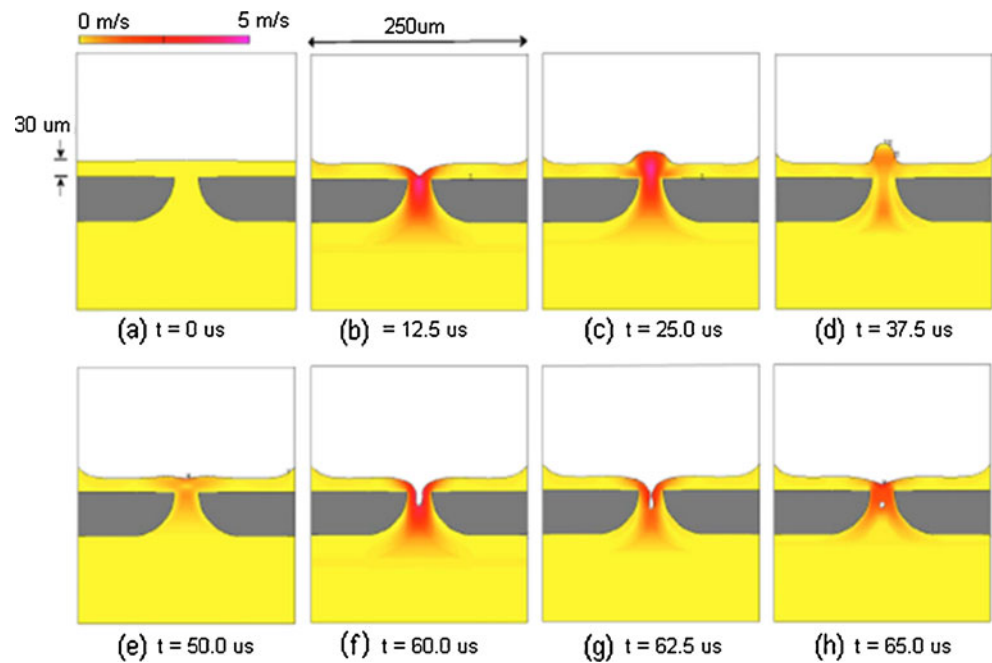 0 m/s 5 m/s
250um
30 um
(a) t = 0 us
(b) = 12.5 us
(c) t = 25.0 us
(d) t = 37.5 us
(e) t = 50.0 us
(f) t = 60.0 us
(g) t = 62.5 us
(h) t = 65.0 us